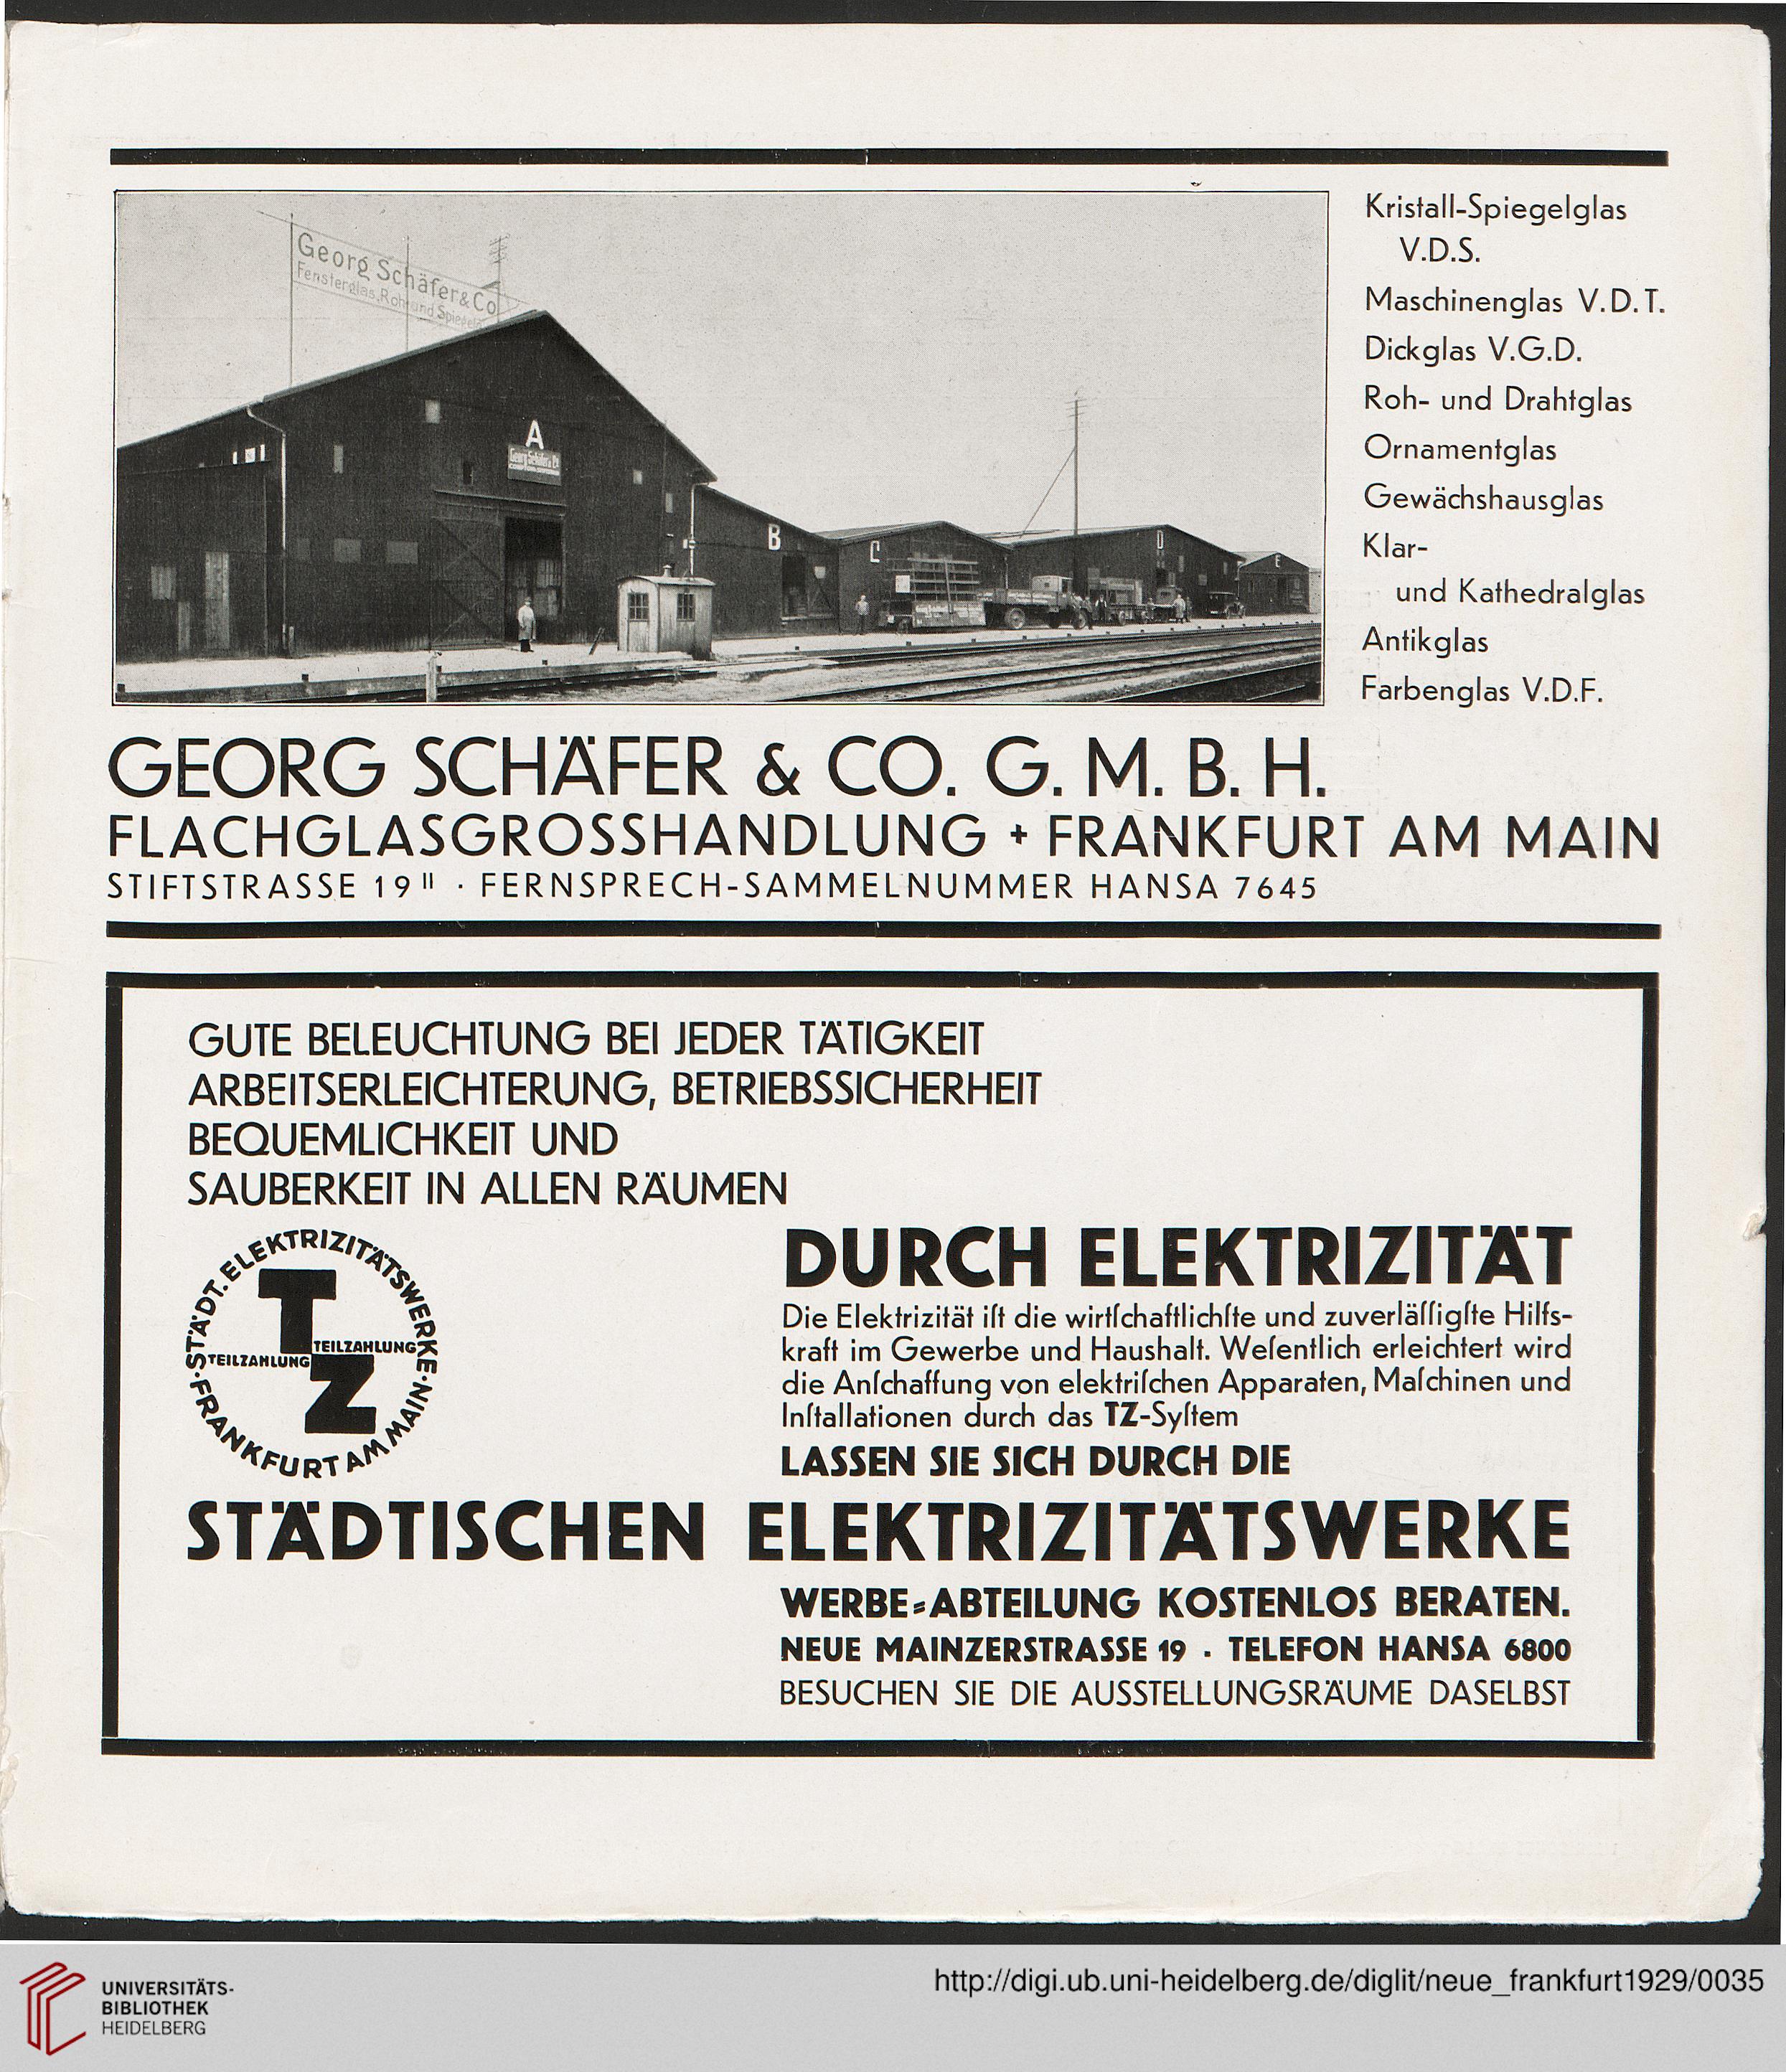 Georg Schäfer & Co
Fensterglas, Roh- und
A
Georg Schäfer & Co
B
C
D
E
Kristall-Spiegelglas
V.D.S.
Maschinenglas V.D.T.
Dickglas V.G.D.
Roh- und Drahtglas
Ornamentglas
Gewächshausglas
Klar-
und Kathedralglas
Antikglas
Farbenglas V.D.F.
GEORG SCHÄFER & CO. G. M. B. H.
FLACHGLASGROSSHANDLUNG + FRANKFURT AM MAIN
STIFTSTRASSE 19 II · FERNSPRECH-SAMMELNUMMER HANSA 7645
GUTE BELEUCHTUNG BEI JEDER TÄTIGKEIT
ARBEITSERLEICHTERUNG, BETRIEBSSICHERHEIT
BEQUEMLICHKEIT UND
SAUBERKEIT IN ALLEN RÄUMEN
STÄDT. ELEKTRIZITÄTSWERKE · FRANKFURT AM MAIN ·
T
TEILZAHLUNG
TEILZAHLUNG
Z
DURCH ELEKTRIZITÄT
Die Elektrizität iſt die wirtſchaftlichſte und zuverläſſigſte Hilfs-
kraft im Gewerbe und Haushalt. Weſentlich erleichtert wird
die Anſchaffung von elektriſchen Apparaten, Maſchinen und
Inſtallationen durch das TZ-Syſtem
LASSEN SIE SICH DURCH DIE
STÄDTISCHEN ELEKTRIZITÄTSWERKE
WERBE=ABTEILUNG KOSTENLOS BERATEN.
NEUE MAINZERSTRASSE 19 · TELEFON HANSA 6800
BESUCHEN SIE DIE AUSSTELLUNGSRÄUME DASELBST
UNIVERSITÄTS-
BIBLIOTHEK
HEIDELBERG
http://digi.ub.uni-heidelberg.de/diglit/neue_frankfurt1929/0035